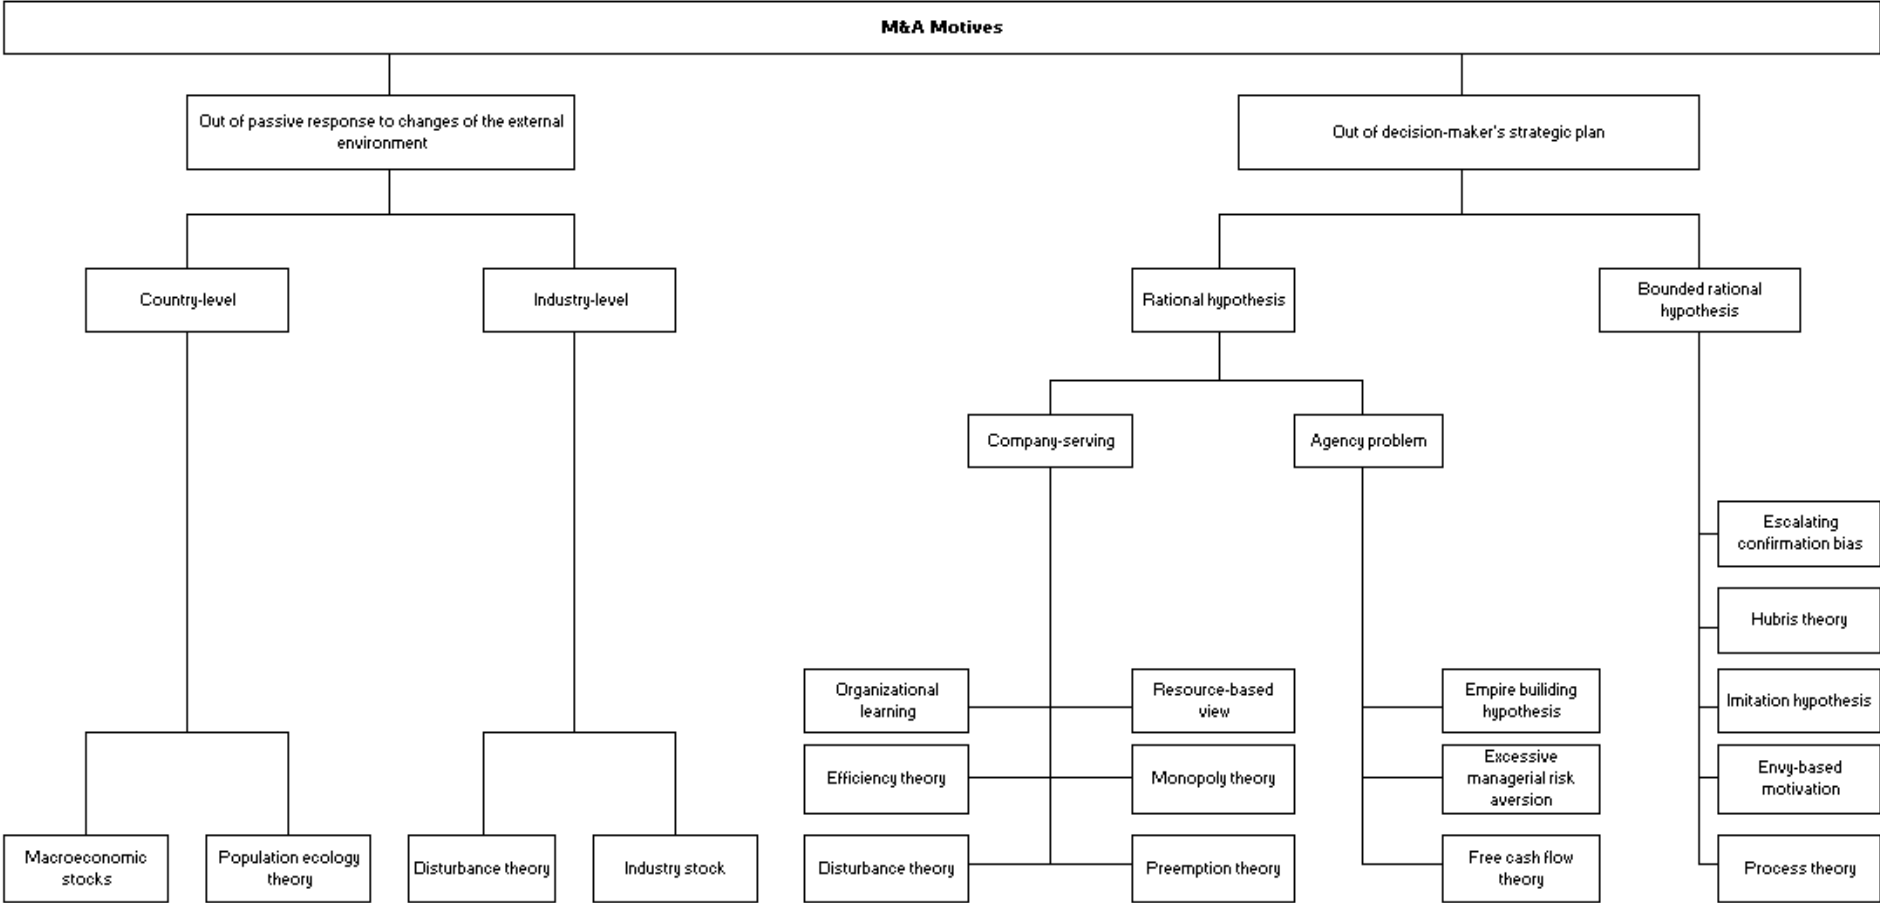 M&A Motives
Out of passive response to changes of the external
environment
Out of decision-maker's strategic plan
Country-level
Industry-level
Rational hypothesis
Bounded rational
hypothesis
Company-serving
Agency problem
Escalating
confirmation bias
Hubris theory
Organizational
learning
Resource-based
view
Empire builiding
hypothesis
Imitation hypothesis
Efficiency theory
Monopoly theory
Excessive
managerial risk
aversion
Envy-based
motivation
Macroeconomic
stocks
Population ecology
theory
Disturbance theory
Industry stock
Disturbance theory
Preemption theory
Free cash flow
theory
Process theory